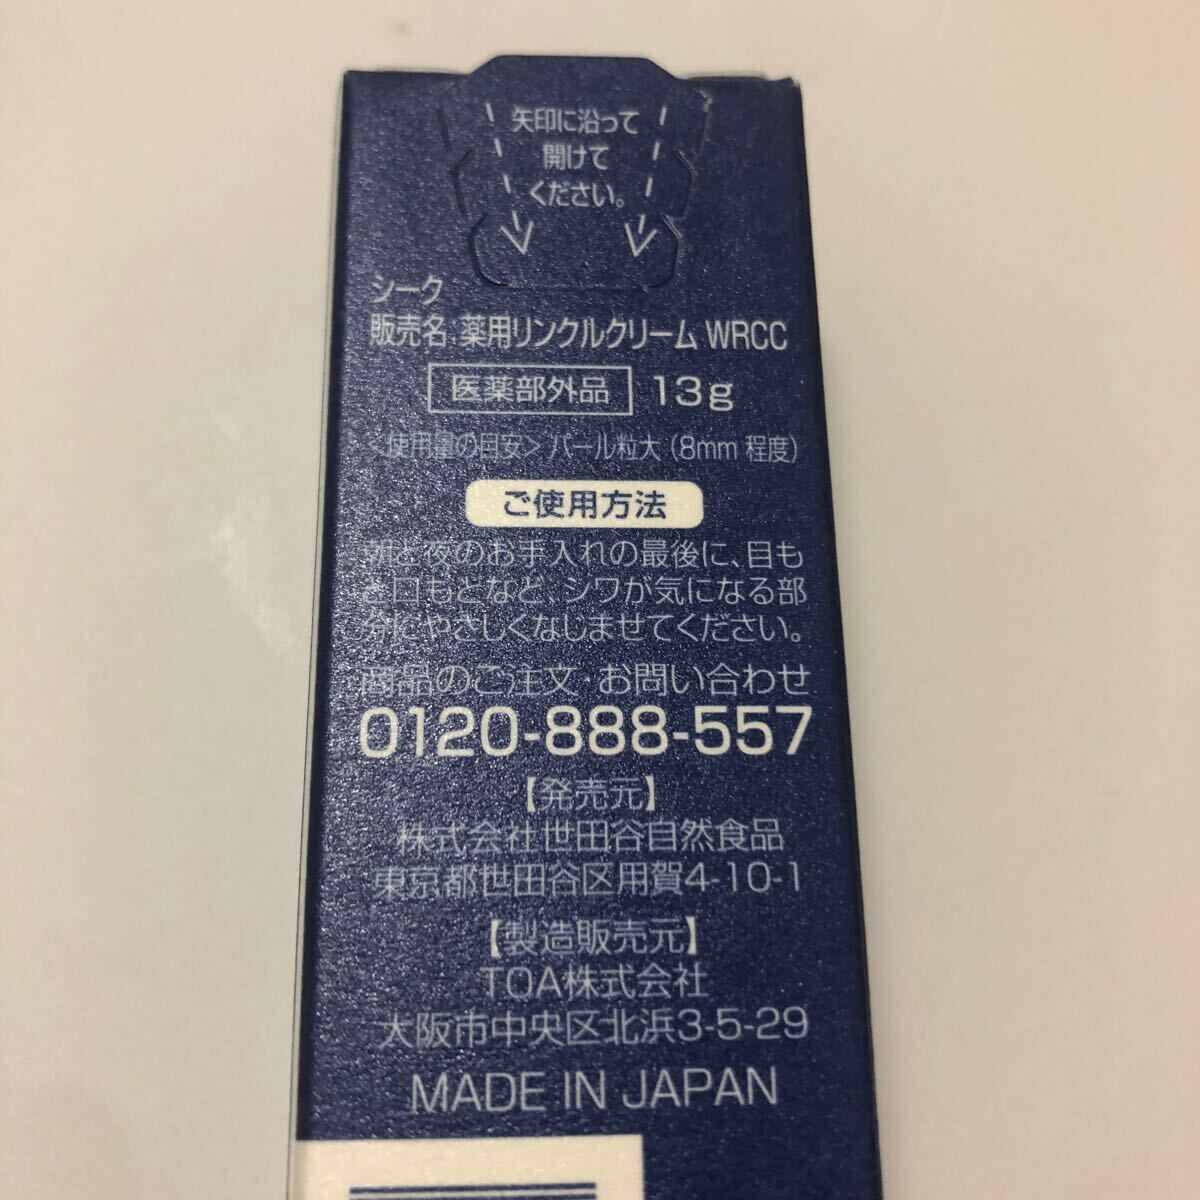 矢印に沿って
開けて
ください。
シーク
販売名:薬用リンクルクリーム WRCC
医薬部外品 13g
<使用量の目安> パール粒大 (8mm 程度)
ご使用方法
朝と夜のお手入れの最後に、目も
と口もとなど、シワが気になる部
分にやさしくなじませてください。
商品のご注文 お問い合わせ
0120-888-557
【発売元】
株式会社世田谷自然食品
東京都世田谷区用賀4-10-1
【製造販売元】
TOA株式会社
大阪市中央区北浜3-5-29
MADE IN JAPAN